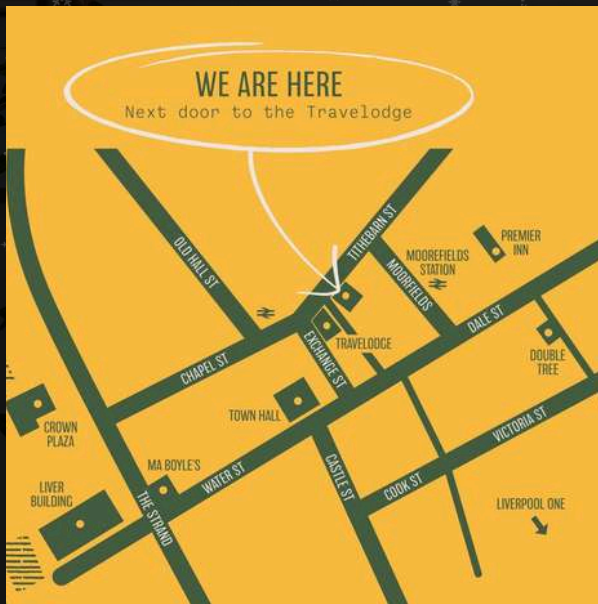 WE ARE HERE
Next door to the Travelodge
OLD HALL ST
TITHEBARN ST
MOOREFIELDS
STATION
PREMIER
INN
MOORFIELDS
DALE ST
TRAVELODGE
EXCHANGE ST
CHAPEL ST
DOUBLE
TREE
TOWN HALL
CROWN
PLAZA
VICTORIA ST
MA BOYLE'S
WATER ST
CASTLE ST
COOK ST
LIVER
BUILDING
THE STRAND
LIVERPOOL ONE